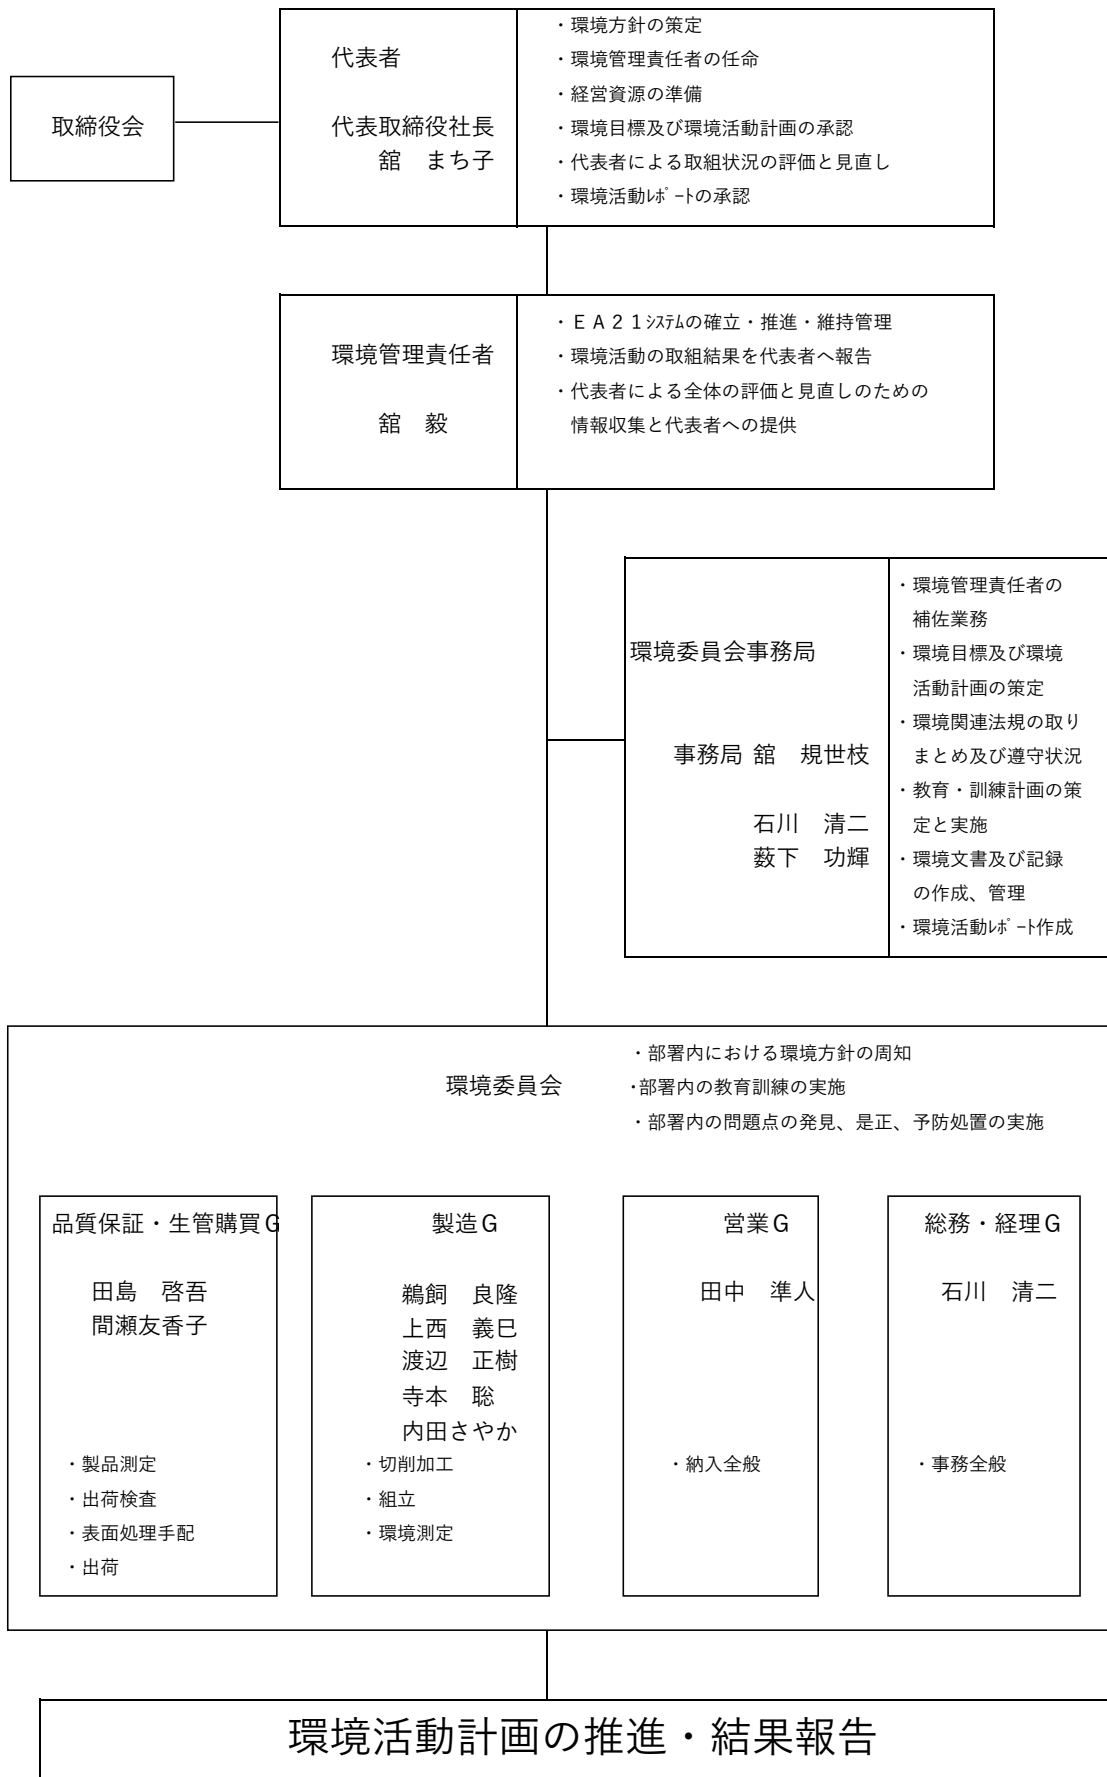 取締役会
代表者
代表取締役社長
舘　まち子
・環境方針の策定
・環境管理責任者の任命
・経営資源の準備
・環境目標及び環境活動計画の承認
・代表者による取組状況の評価と見直し
・環境活動ﾚﾎﾟｰﾄの承認
環境管理責任者
舘　毅
・ＥＡ２１ｼｽﾃﾑの確立・推進・維持管理
・環境活動の取組結果を代表者へ報告
・代表者による全体の評価と見直しのための
情報収集と代表者への提供
環境委員会事務局
事務局 舘　規世枝
石川　清二
薮下　功輝
・環境管理責任者の
補佐業務
・環境目標及び環境
活動計画の策定
・環境関連法規の取り
まとめ及び遵守状況
・教育・訓練計画の策
定と実施
・環境文書及び記録
の作成、管理
・環境活動ﾚﾎﾟｰﾄ作成
環境委員会
・部署内における環境方針の周知
・部署内の教育訓練の実施
・部署内の問題点の発見、是正、予防処置の実施
品質保証・生管購買G
田島　啓吾
間瀬友香子
・製品測定
・出荷検査
・表面処理手配
・出荷
製造G
鵜飼　良隆
上西　義巳
渡辺　正樹
寺本　聡
内田さやか
・切削加工
・組立
・環境測定
営業G
田中　準人
・納入全般
総務・経理G
石川　清二
・事務全般
環境活動計画の推進・結果報告